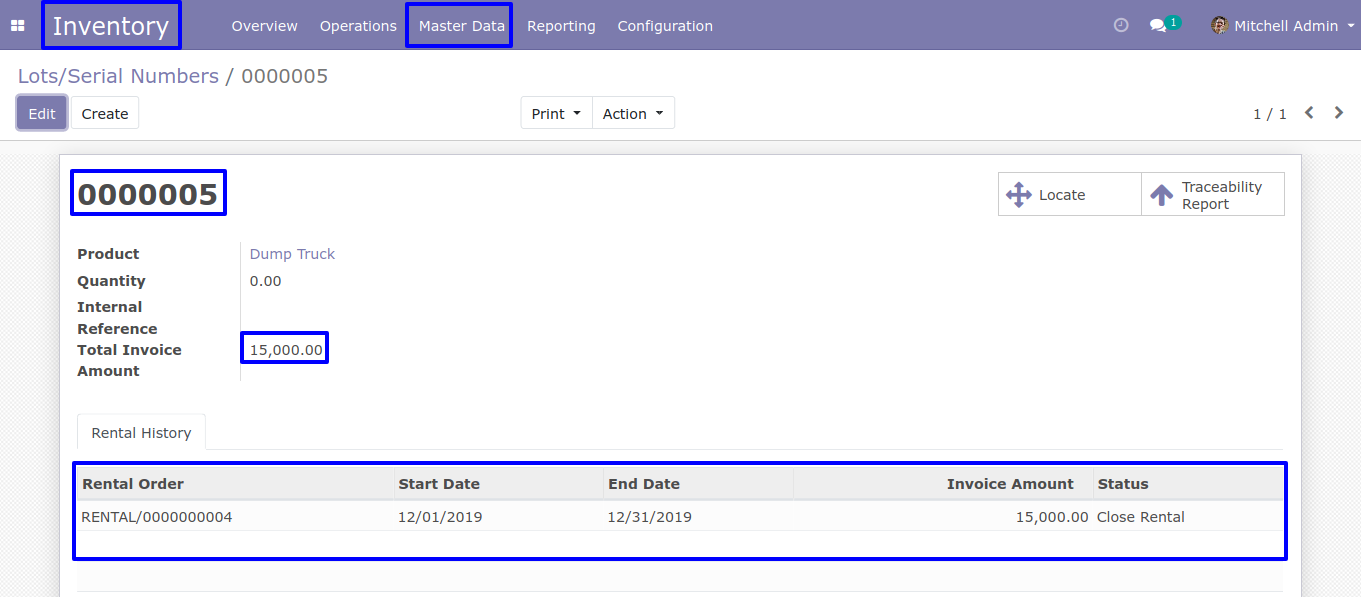 Inventory Overview Operations Master Data Reporting Configuration 1 Mitchell Admin
Lots/Serial Numbers / 0000005
Edit Create Print Action 1 / 1
0000005
Locate
Traceability
Report
Product Dump Truck
Quantity 0.00
Internal
Reference
Total Invoice 15,000.00
Amount
Rental History
Rental Order Start Date End Date Invoice Amount Status
RENTAL/0000000004 12/01/2019 12/31/2019 15,000.00 Close Rental